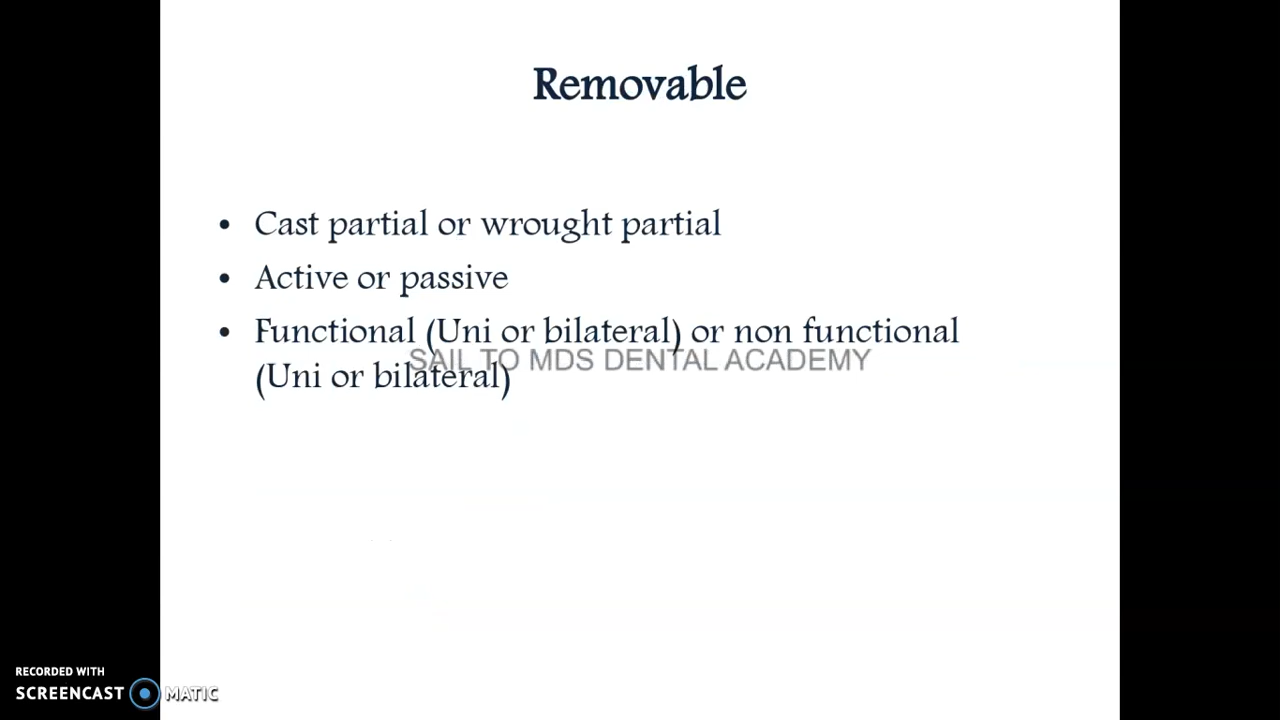 Removable
• Cast partial or wrought partial
• Active or passive
• Functional (Uni or bilateral) or non functional
SAIL TO MDS DENTAL ACADEMY
(Uni or bilateral)
RECORDED WITH
SCREENCAST MATIC